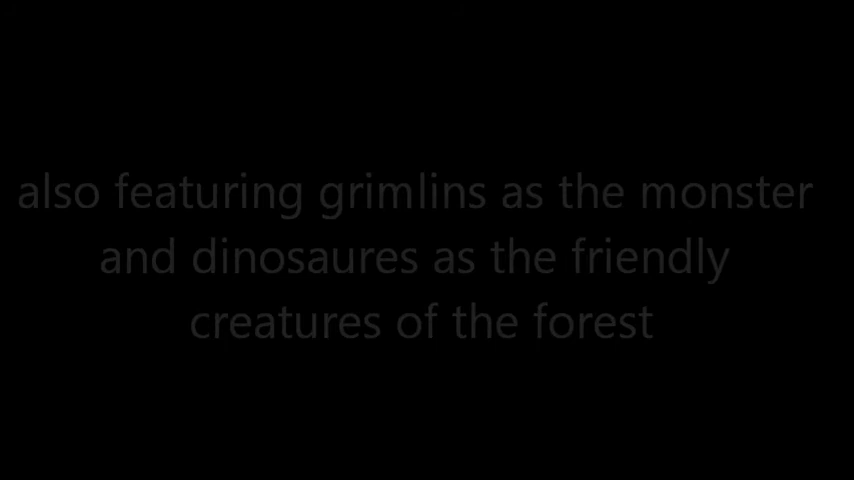 also featuring grimlins as the monster
and dinosaures as the friendly
creatures of the forest